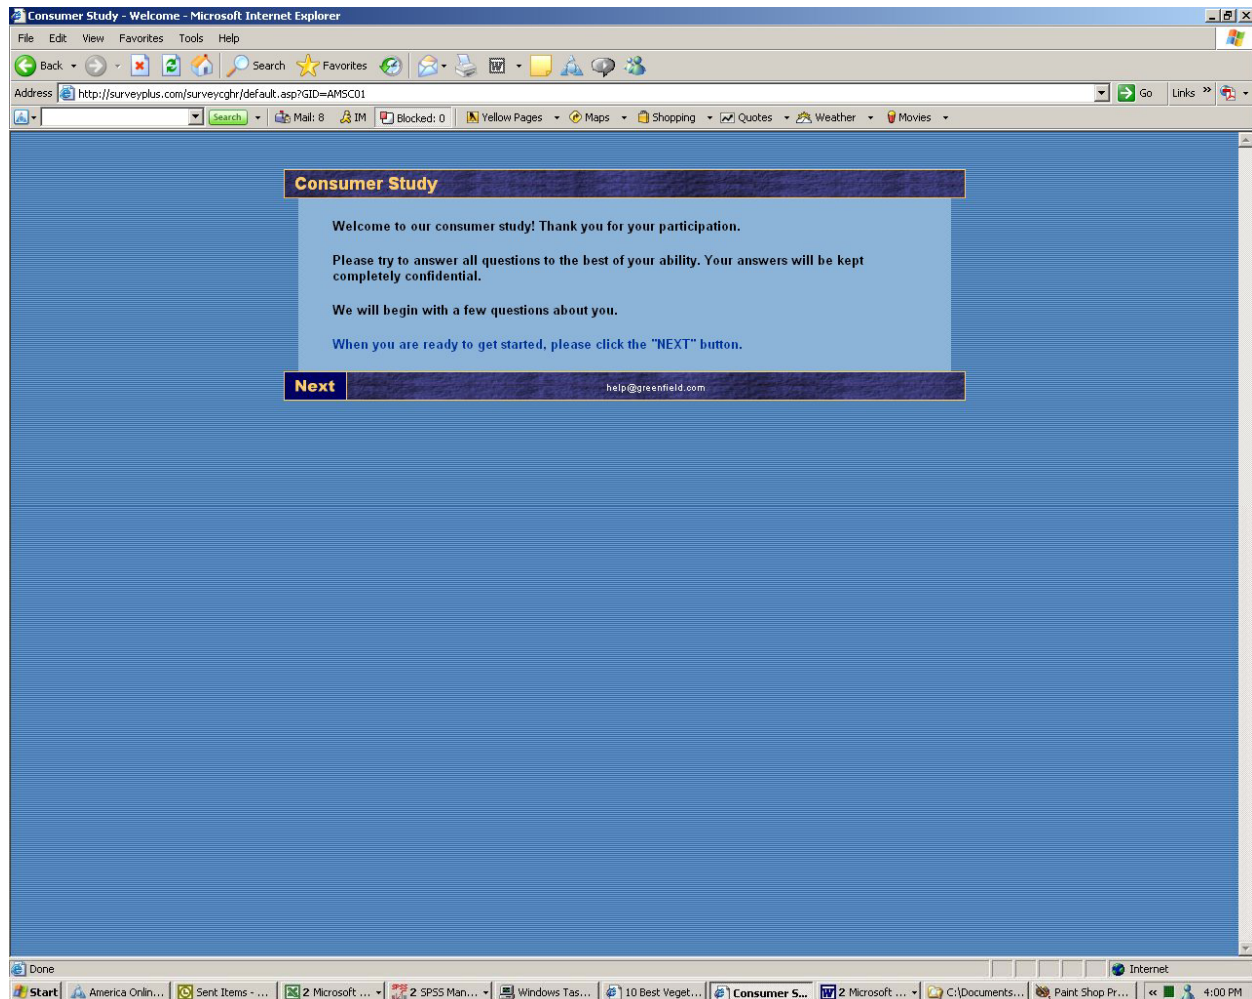 Consumer Study - Welcome - Microsoft Internet Explorer
File Edit View Favorites Tools Help
Back Search Favorites
Address http://surveyplus.com/surveycghr/default.asp?GID=AMSC01 Go Links »
Search Mail: 8 IM Blocked: 0 Yellow Pages Maps Shopping Quotes Weather Movies
Consumer Study
Welcome to our consumer study! Thank you for your participation.
Please try to answer all questions to the best of your ability. Your answers will be kept
completely confidential.
We will begin with a few questions about you.
When you are ready to get started, please click the "NEXT" button.
Next help@greenfield.com
Done Internet
Start America Onlin... Sent Items - ... 2 Microsoft ... 2 SPSS Man... Windows Tas... 10 Best Veget... Consumer S... 2 Microsoft ... C:\Documents... Paint Shop Pr... « 4:00 PM